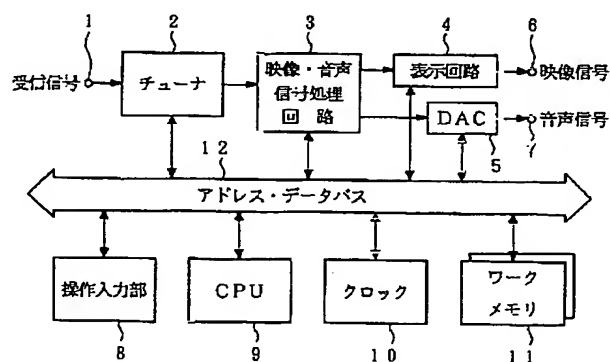 1
2
3
4
6
受信信号
チューナ
映像・音声
信号処理
回路
表示回路
映像信号
DAC
音声信号
5
7
12
アドレス・データバス
操作入力部
CPU
クロック
ワーク
メモリ
8
9
10
11